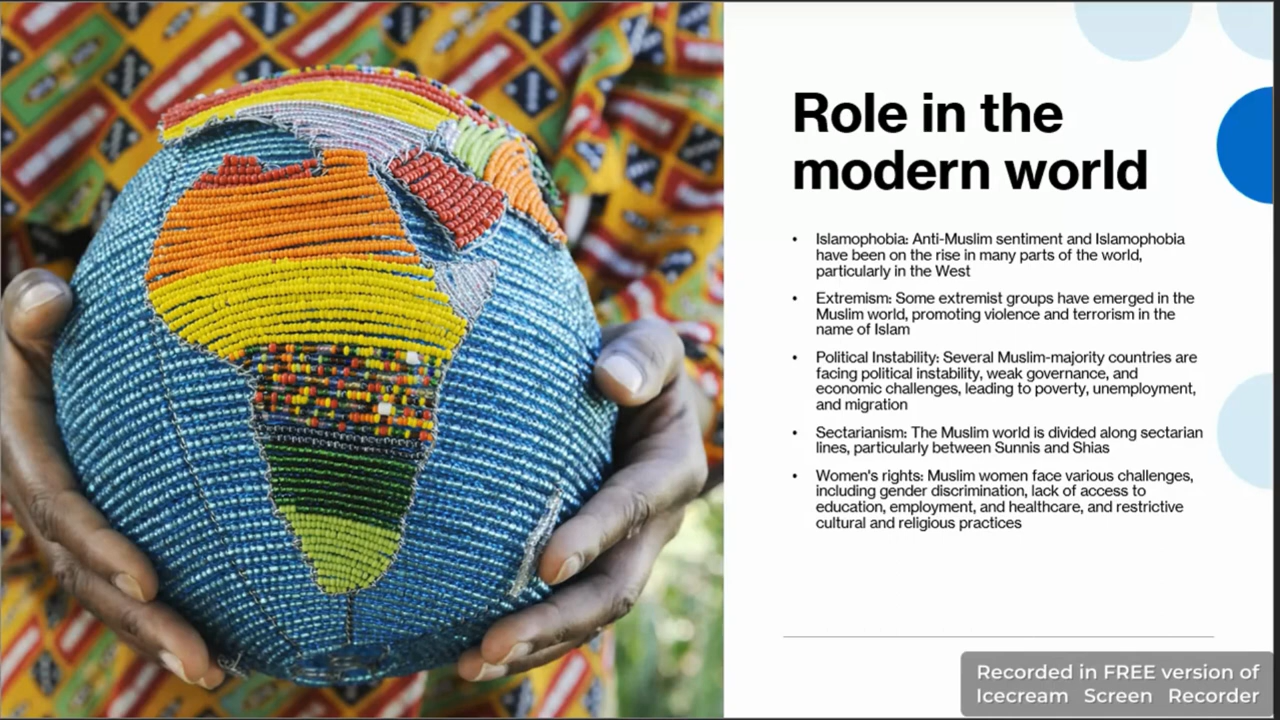 Role in the
modern world
• Islamophobia: Anti-Muslim sentiment and Islamophobia
have been on the rise in many parts of the world,
particularly in the West
• Extremism: Some extremist groups have emerged in the
Muslim world, promoting violence and terrorism in the
name of Islam
• Political Instability: Several Muslim-majority countries are
facing political instability, weak governance, and
economic challenges, leading to poverty, unemployment,
and migration
• Sectarianism: The Muslim world is divided along sectarian
lines, particularly between Sunnis and Shias
• Women's rights: Muslim women face various challenges,
including gender discrimination, lack of access to
education, employment, and healthcare, and restrictive
cultural and religious practices
Recorded in FREE version of
Icecream Screen Recorder